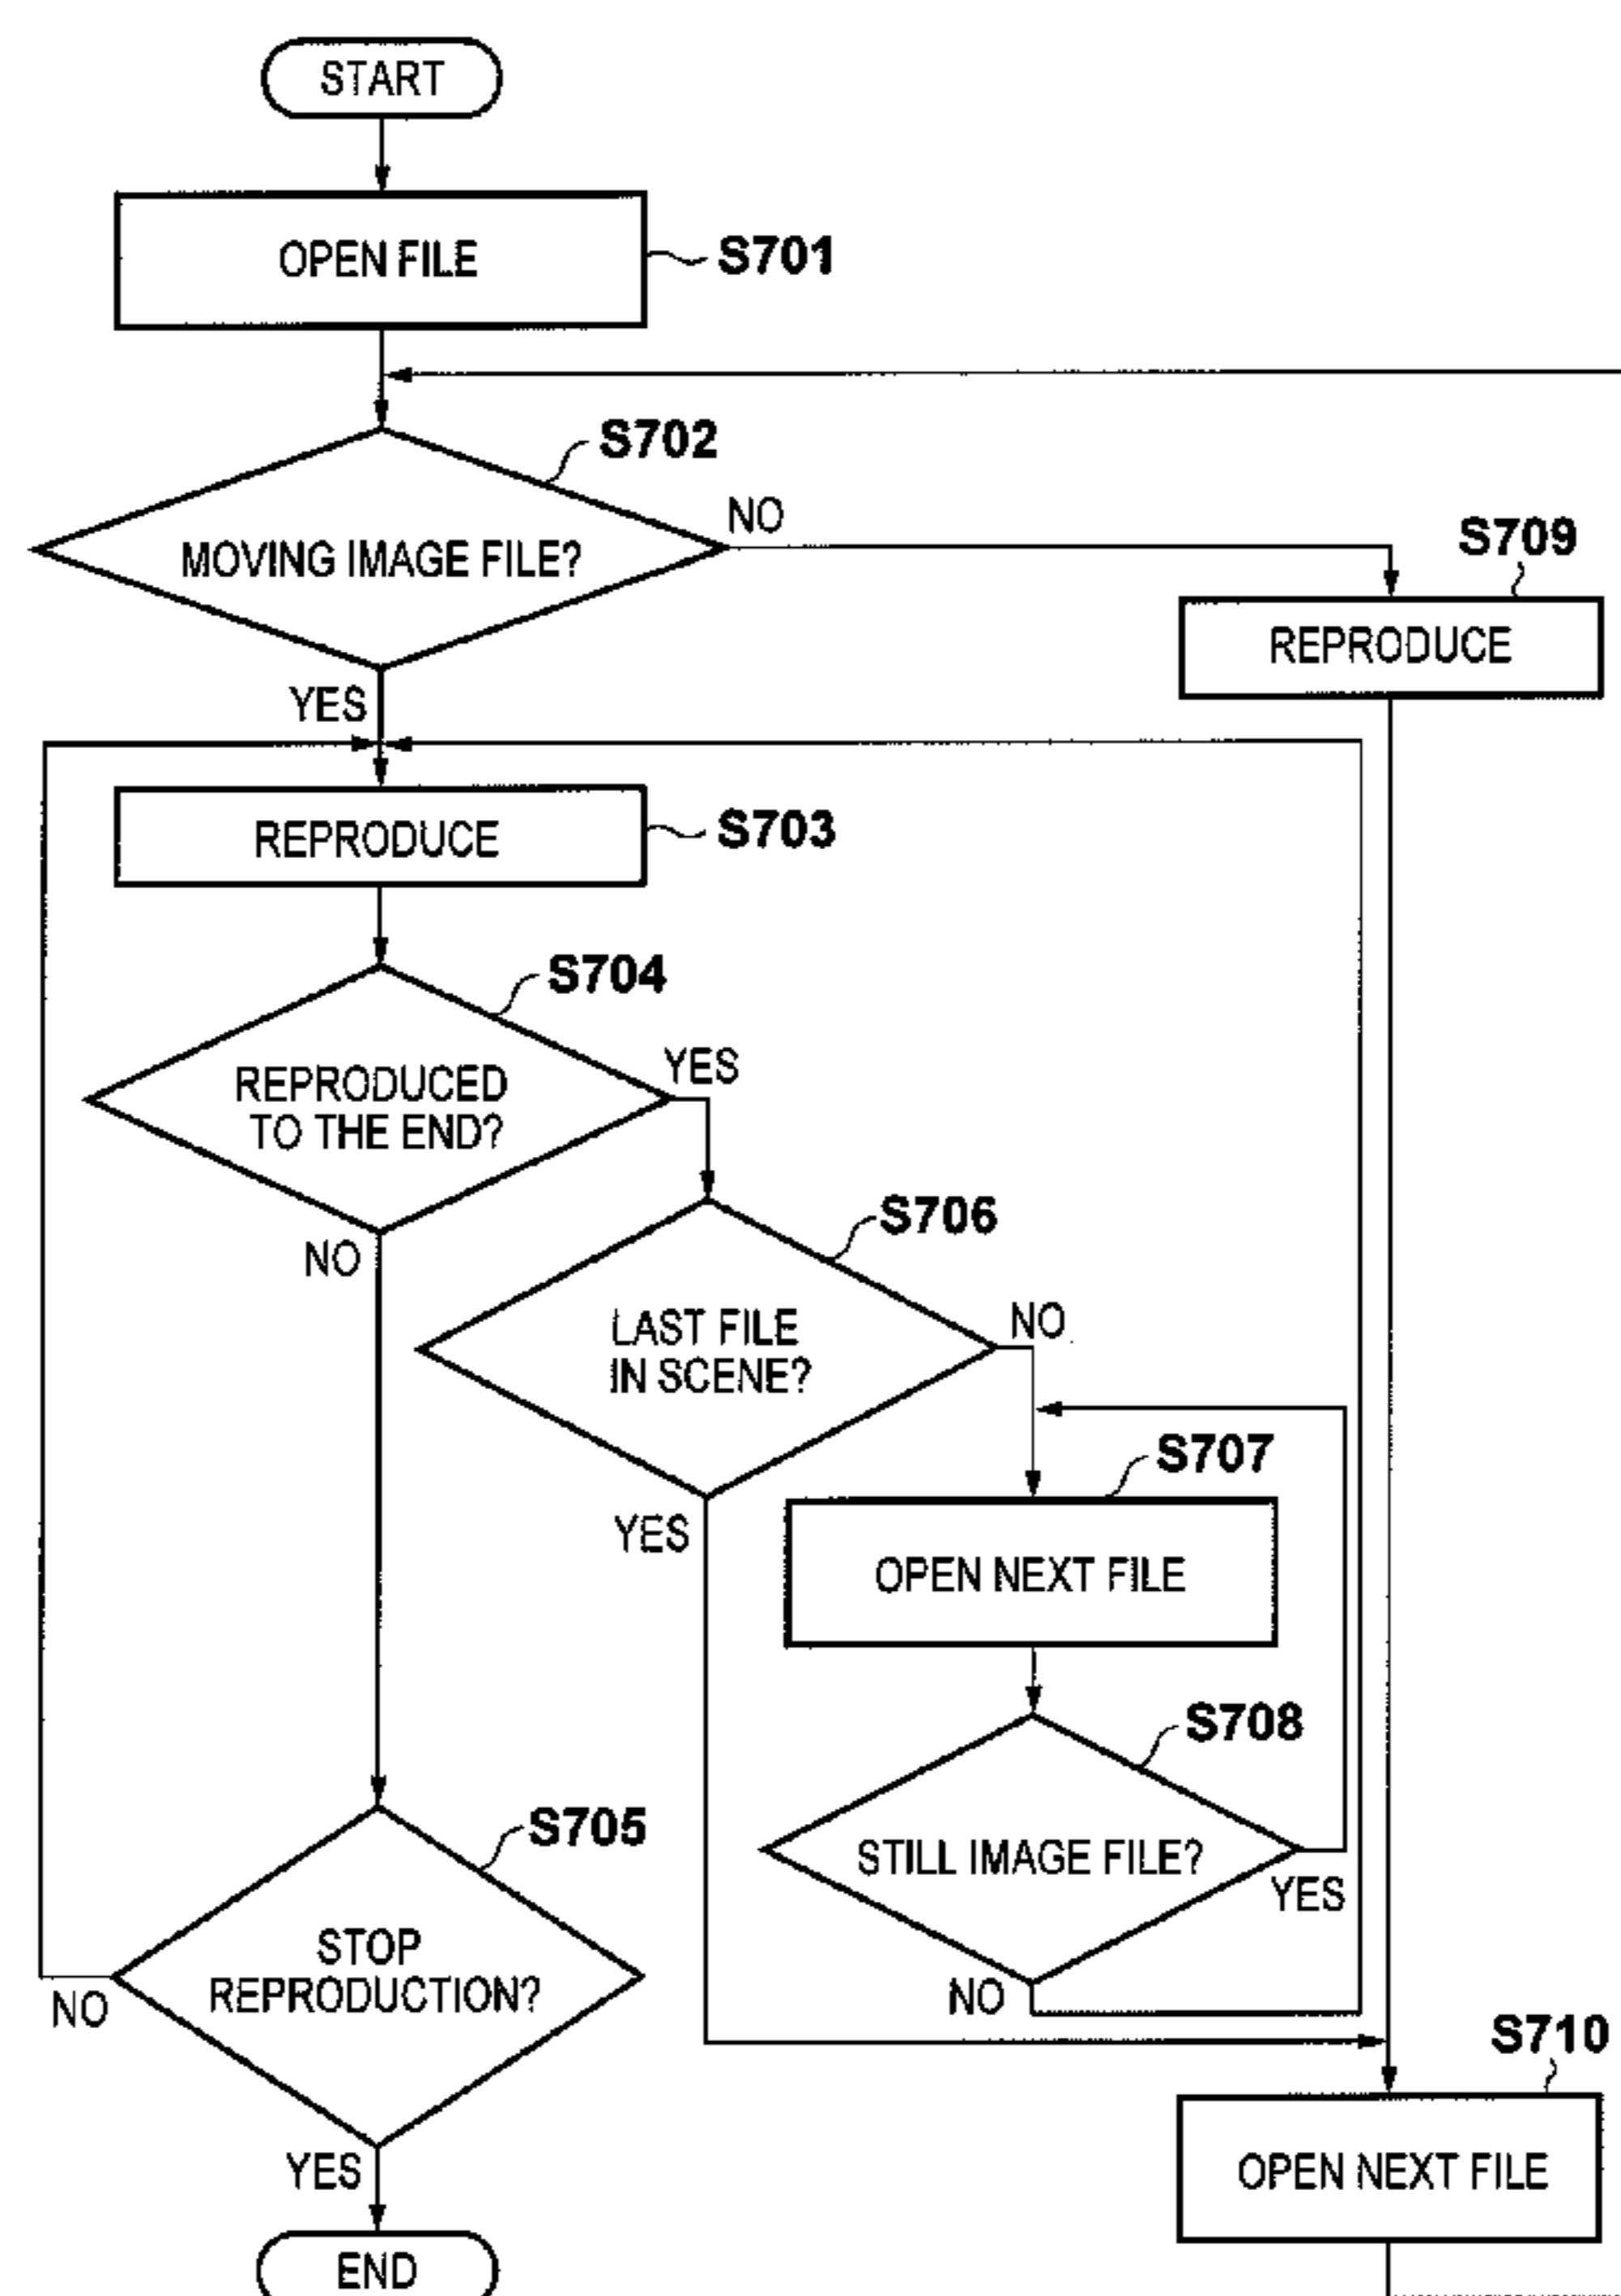 START
OPEN FILE
S701
S702
MOVING IMAGE FILE?
NO
YES
S709
REPRODUCE
REPRODUCE
S703
S704
REPRODUCED
TO THE END?
YES
NO
S706
LAST FILE
IN SCENE?
NO
YES
S707
OPEN NEXT FILE
S708
STILL IMAGE FILE?
YES
NO
S705
STOP
REPRODUCTION?
NO
YES
S710
OPEN NEXT FILE
END